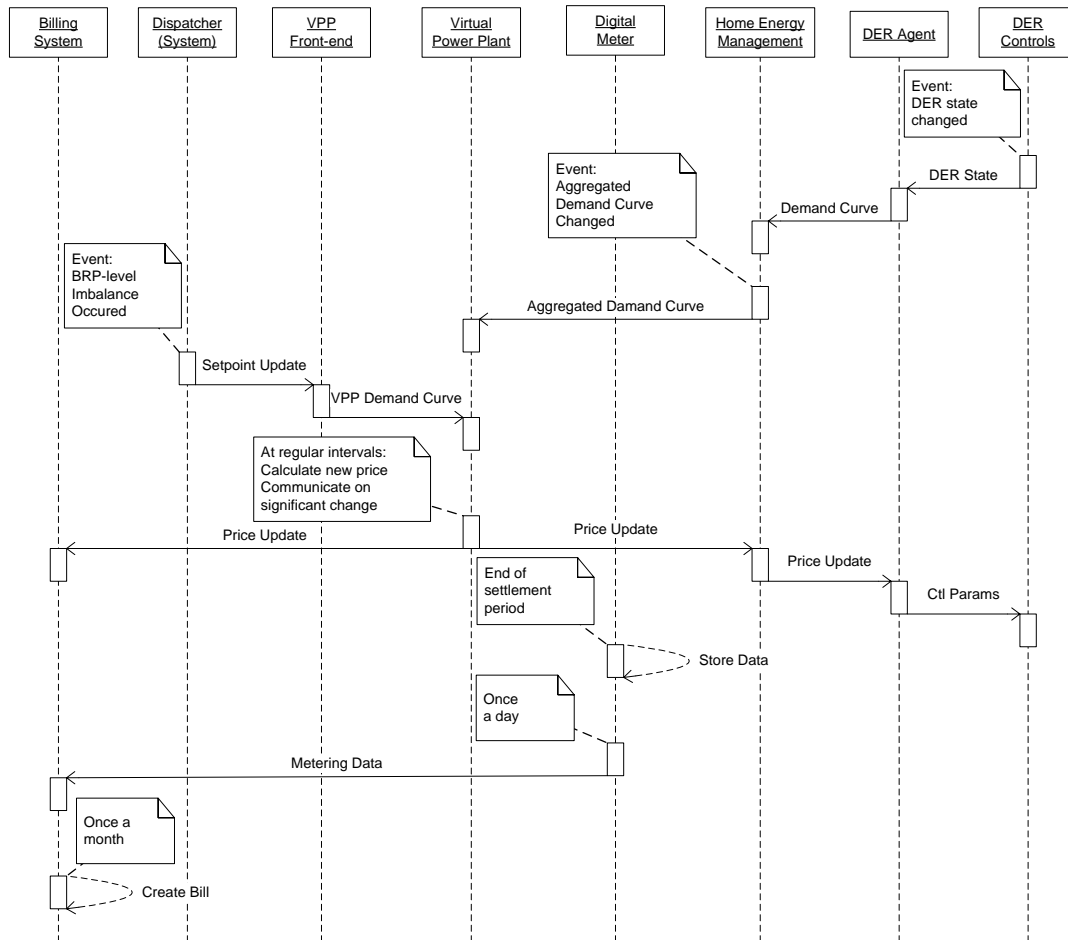 Billing
System
Dispatcher
(System)
VPP
Front-end
Virtual
Power Plant
Digital
Meter
Home Energy
Management
DER Agent
DER
Controls
Event:
DER state
changed
DER State
Event:
Aggregated
Demand Curve
Changed
Demand Curve
Event:
BRP-level
Imbalance
Occured
Aggregated Damand Curve
Setpoint Update
VPP Demand Curve
At regular intervals:
Calculate new price
Communicate on
significant change
Price Update
Price Update
Price Update
End of
settlement
period
Ctl Params
Store Data
Once
a day
Metering Data
Once a
month
Create Bill